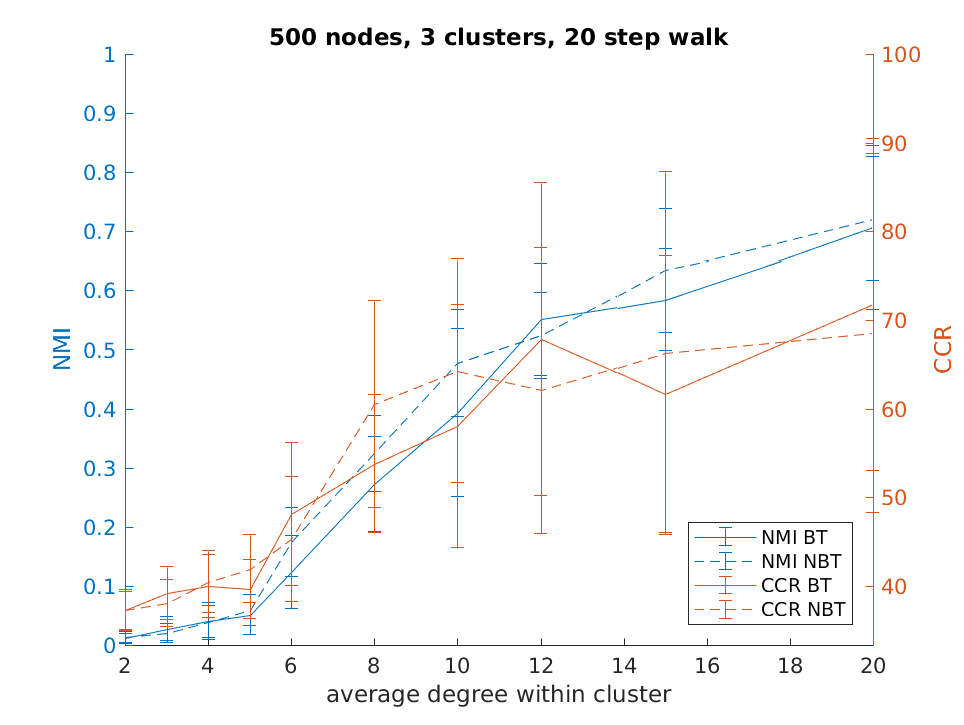 500 nodes, 3 clusters, 20 step walk
1
0.9
0.8
0.7
0.6
0.5
0.4
0.3
0.2
0.1
0
NMI
100
90
80
70
60
50
40
CCR
NMI BT
NMI NBT
CCR BT
CCR NBT
2 4 6 8 10 12 14 16 18 20
average degree within cluster